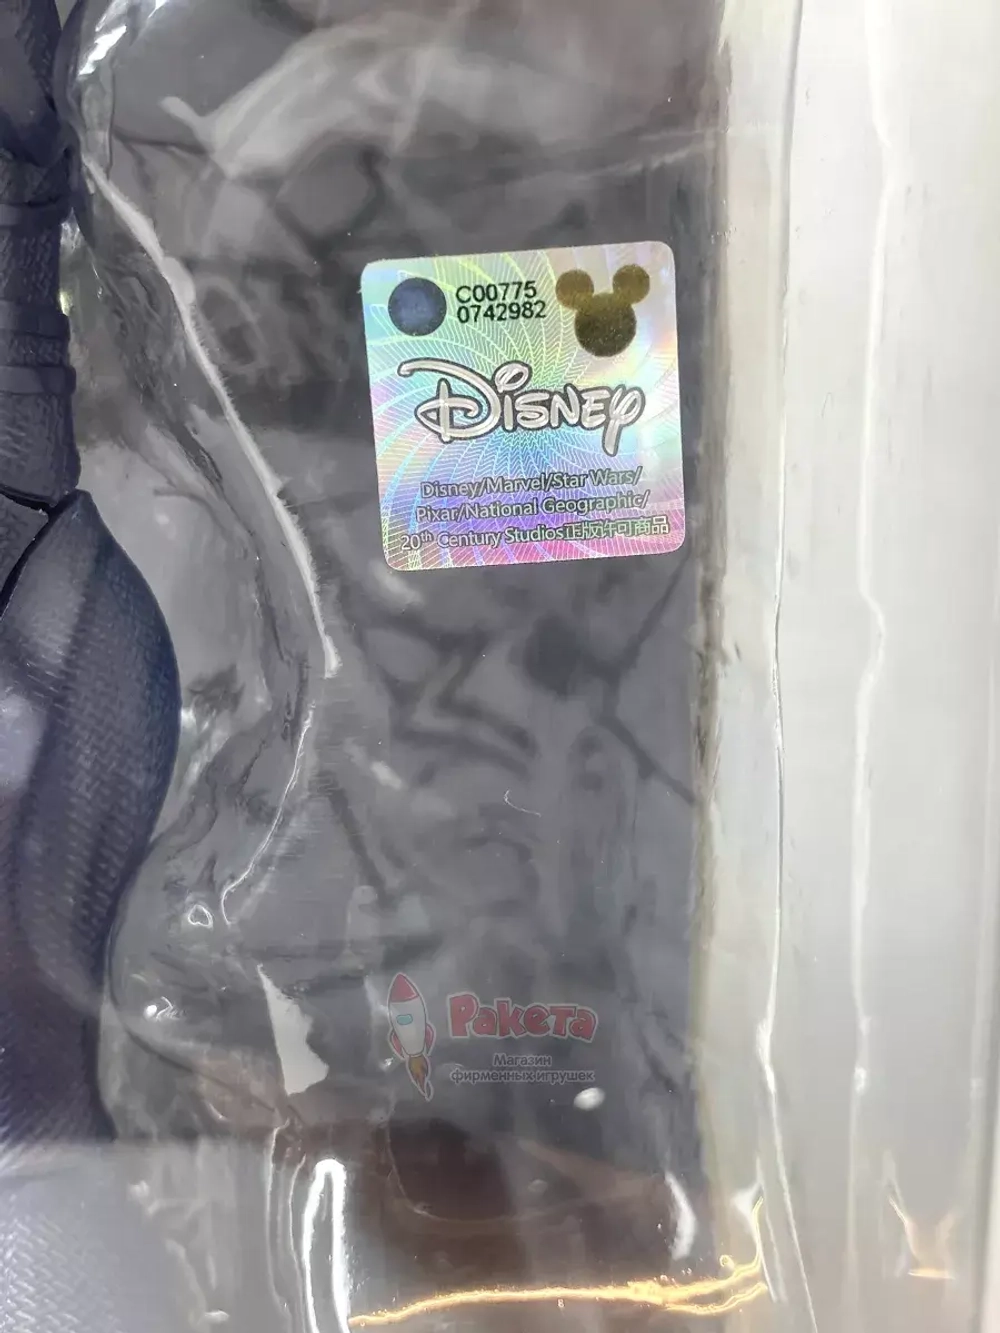 C00775
0742982
Disney
Disney/Marvel/Star Wars/
Pixar/National Geographic/
20th Century Studios正版许可商品
Ракета
Магазин
фирменных игрушек